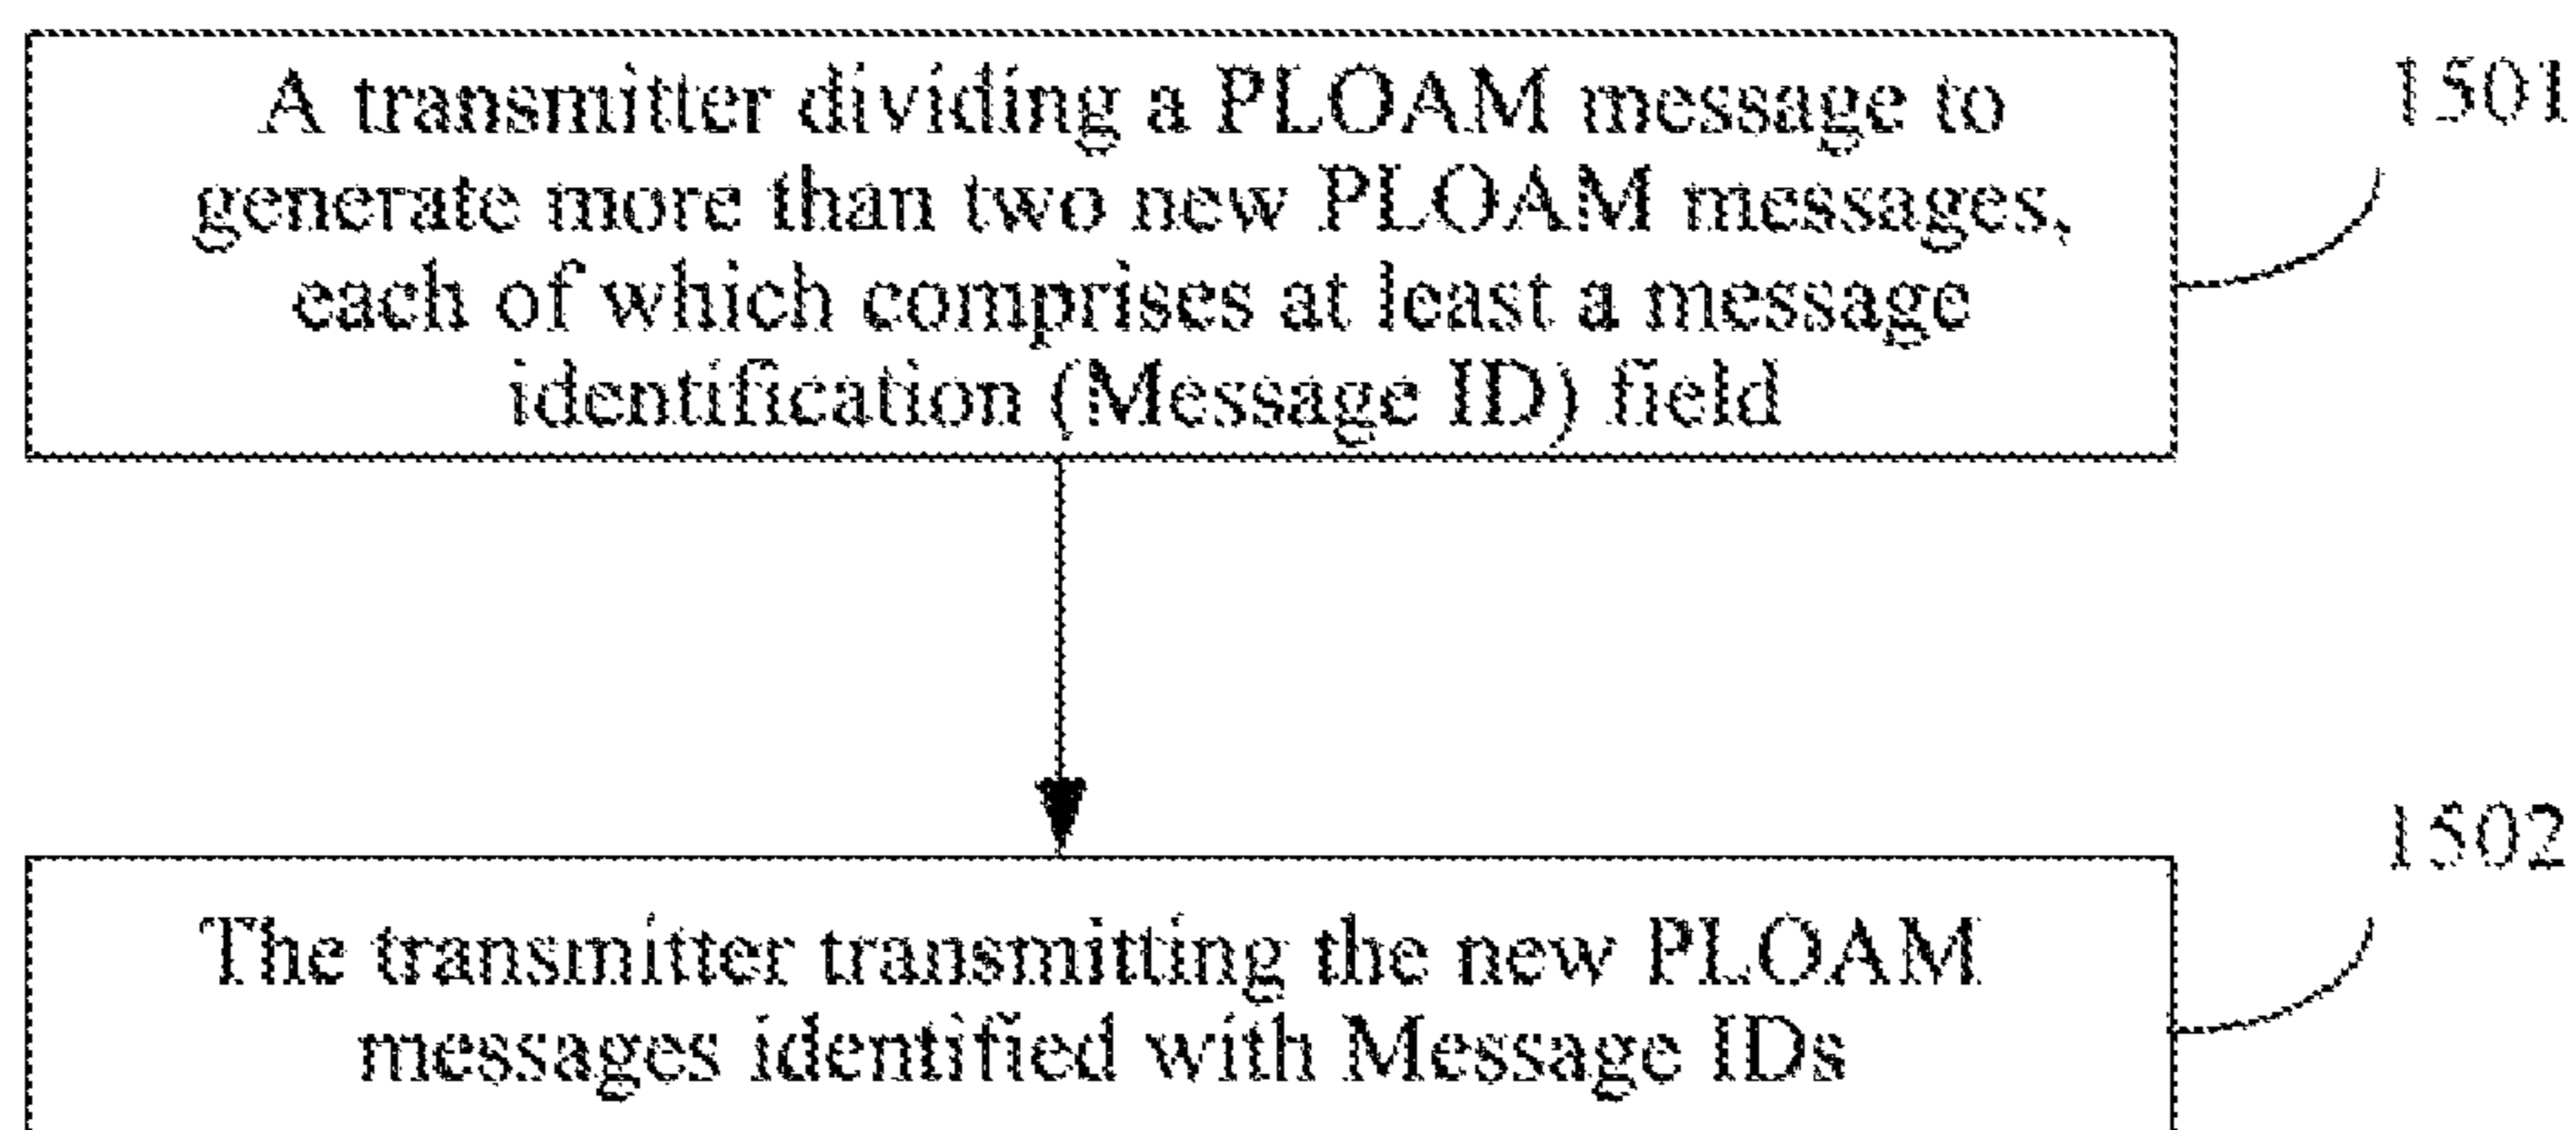 A transmitter dividing a PLOAM message to
generate more than two new PLOAM messages,
each of which comprises at least a message
identification (Message ID) field
1501
The transmitter transmitting the new PLOAM
messages identified with Message IDs
1502